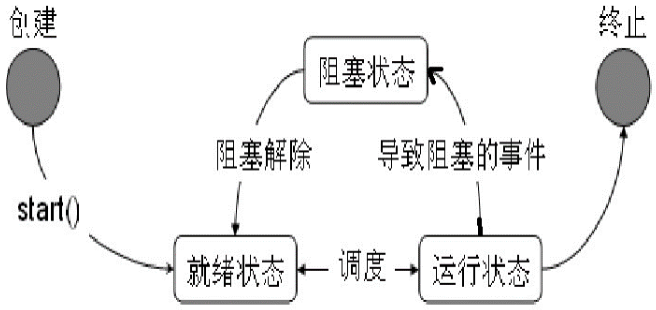 创建
终止
阻塞状态
阻塞解除
导致阻塞的事件
start()
就绪状态
调度
运行状态